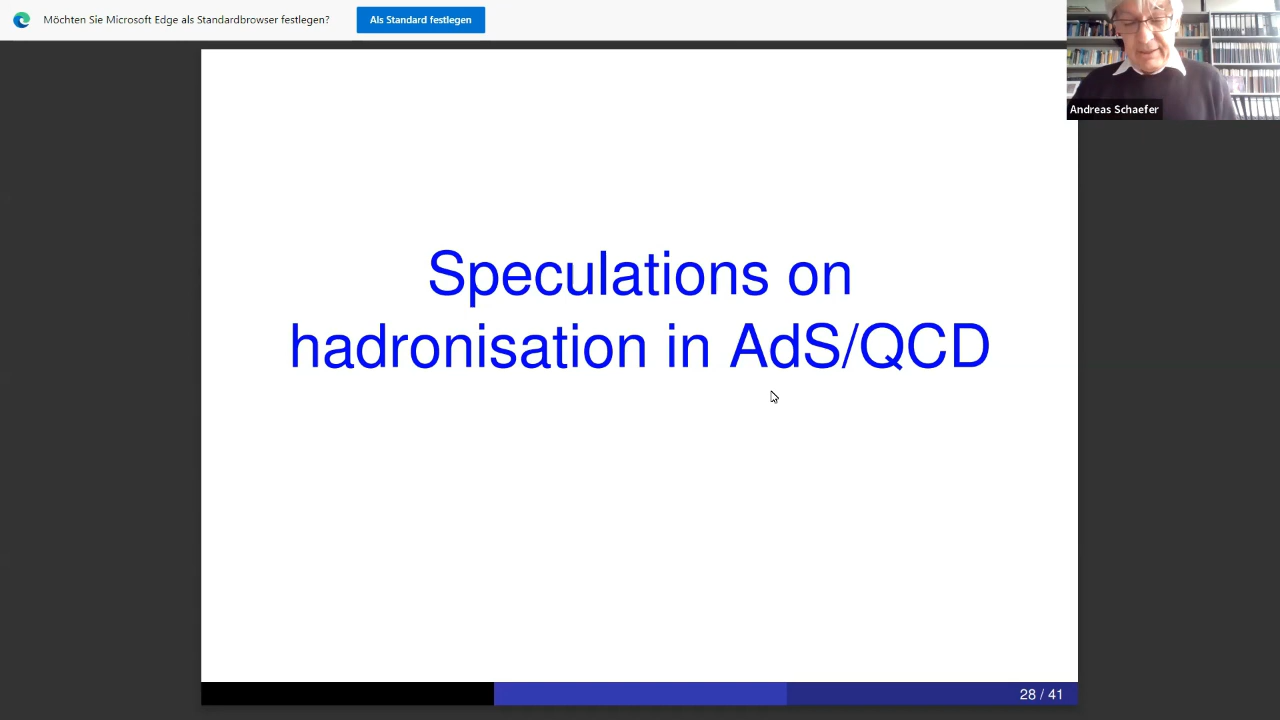 Möchten Sie Microsoft Edge als Standardbrowser festlegen?
Als Standard festlegen
Andreas Schaefer
Speculations on
hadronisation in AdS/QCD
28 / 41